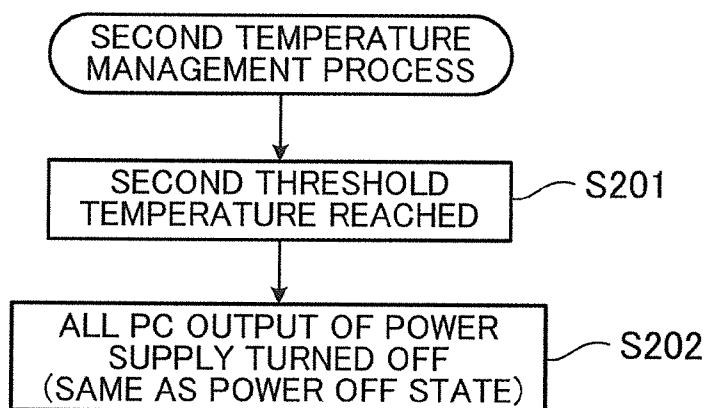 SECOND TEMPERATURE
MANAGEMENT PROCESS
SECOND THRESHOLD
TEMPERATURE REACHED
S201
ALL PC OUTPUT OF POWER
SUPPLY TURNED OFF
(SAME AS POWER OFF STATE)
S202